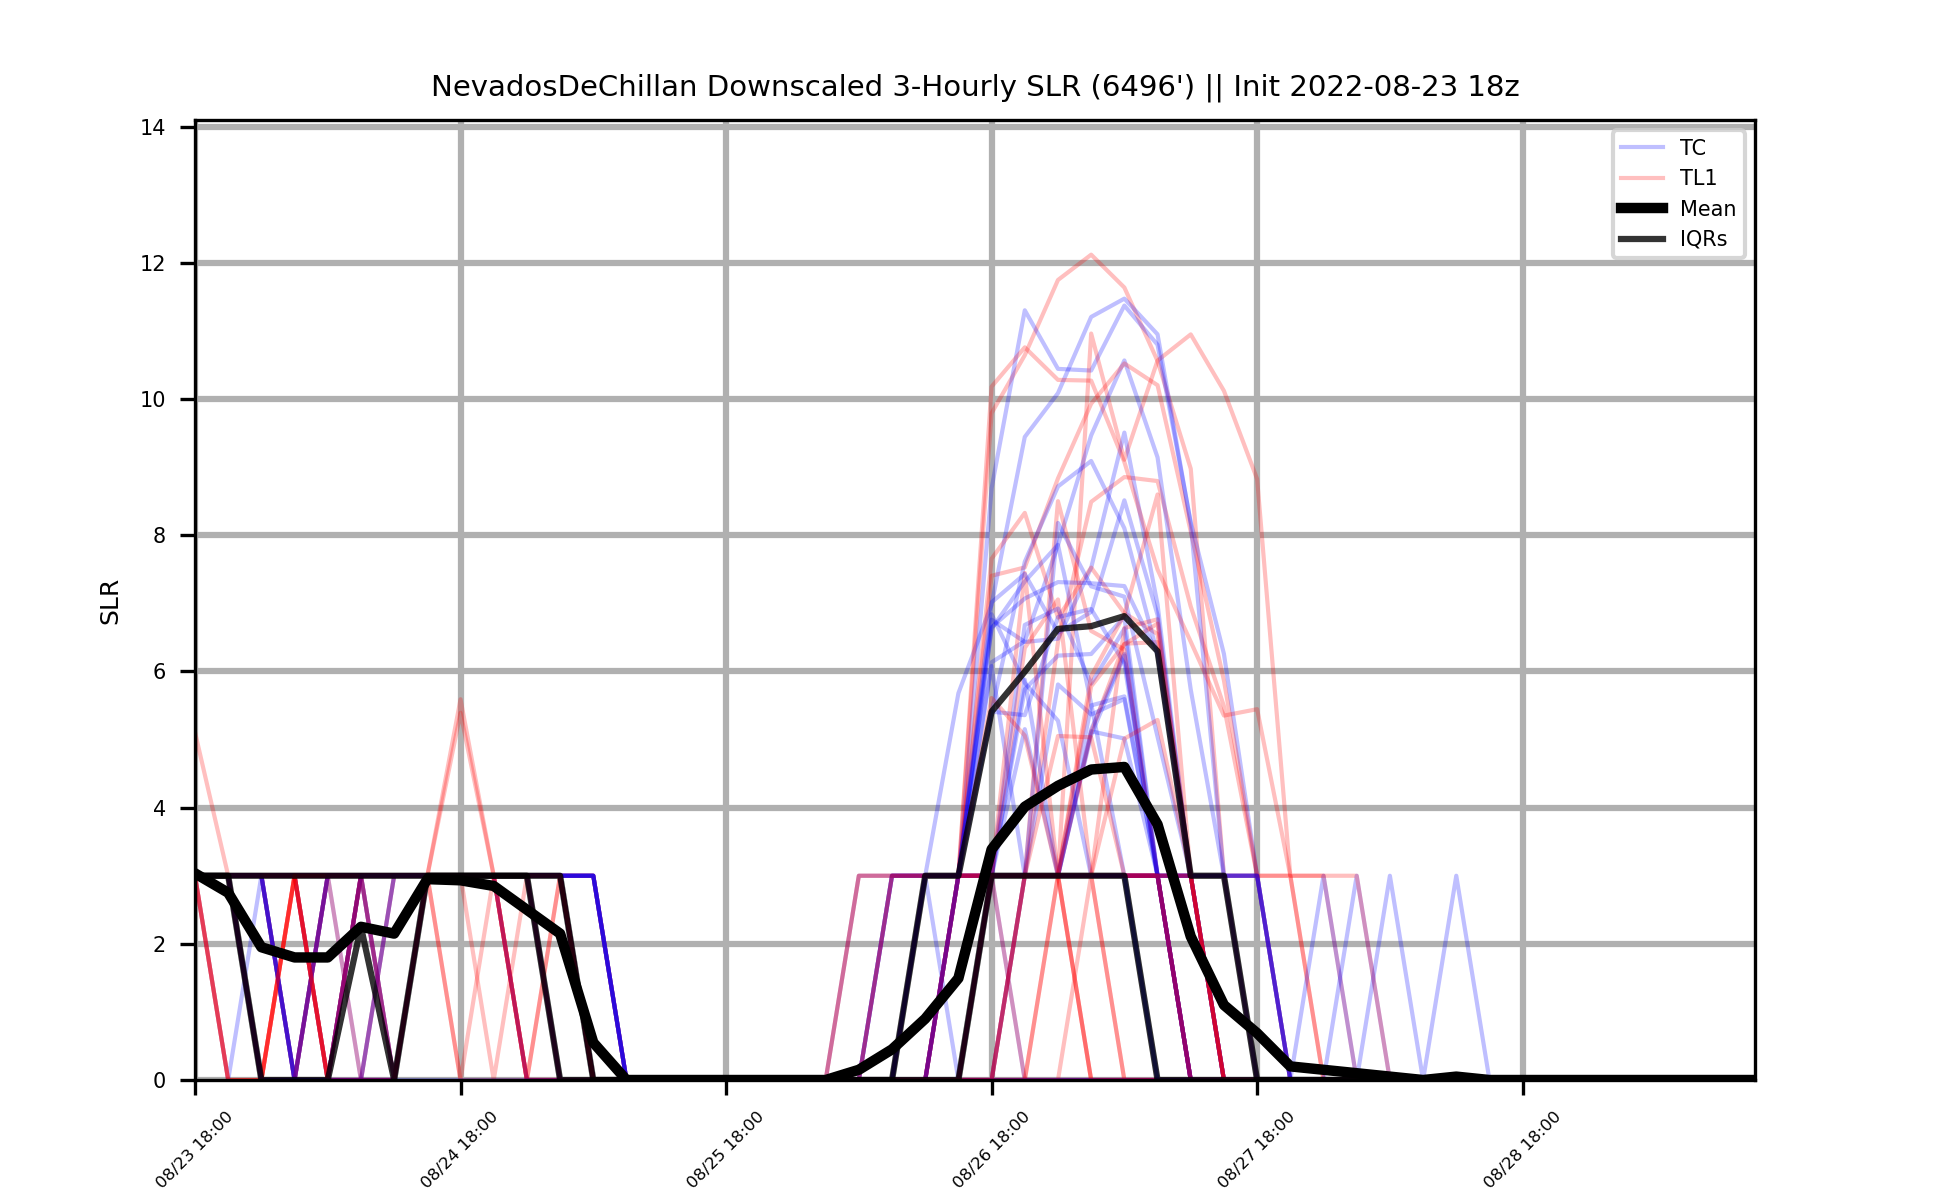 NevadosDeChillan Downscaled 3-Hourly SLR (6496') || Init 2022-08-23 18z
14
12
10
8
6
4
2
0
SLR
TC
TL1
Mean
IQRs
08/23 18:00
08/24 18:00
08/25 18:00
08/26 18:00
08/27 18:00
08/28 18:00